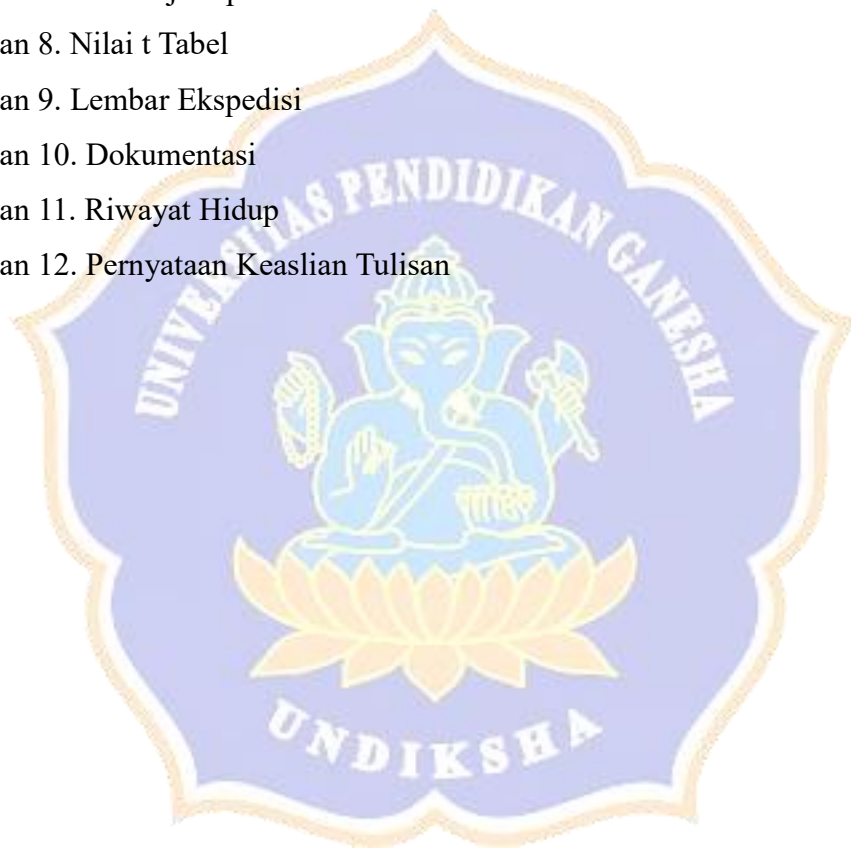 an 8. Nilai t Tabel
an 9. Lembar Ekspedisi
an 10. Dokumentasi
an 11. Riwayat Hidup
an 12. Pernyataan Keaslian Tulisan
UNIVERSITAS PENDIDIKAN GANESHA
UNDIKSHA